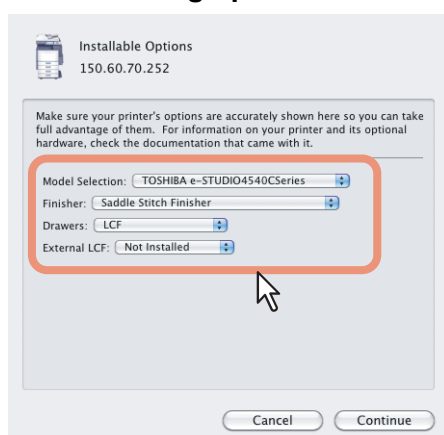 Installable Options
150.60.70.252
Make sure your printer's options are accurately shown here so you can take
full advantage of them. For information on your printer and its optional
hardware, check the documentation that came with it.
Model Selection: TOSHIBA e-STUDIO4540CSeries
Finisher: Saddle Stitch Finisher
Drawers: LCF
External LCF: Not Installed
Cancel Continue